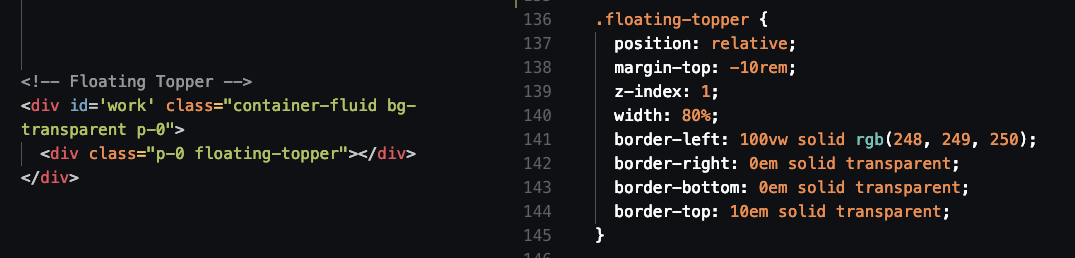 <!-- Floating Topper -->
<div id='work' class="container-fluid bg-
transparent p-0">
<div class="p-0 floating-topper"></div>
</div>
136 .floating-topper {
137 position: relative;
138 margin-top: -10rem;
139 z-index: 1;
140 width: 80%;
141 border-left: 100vw solid rgb(248, 249, 250);
142 border-right: 0em solid transparent;
143 border-bottom: 0em solid transparent;
144 border-top: 10em solid transparent;
145 }